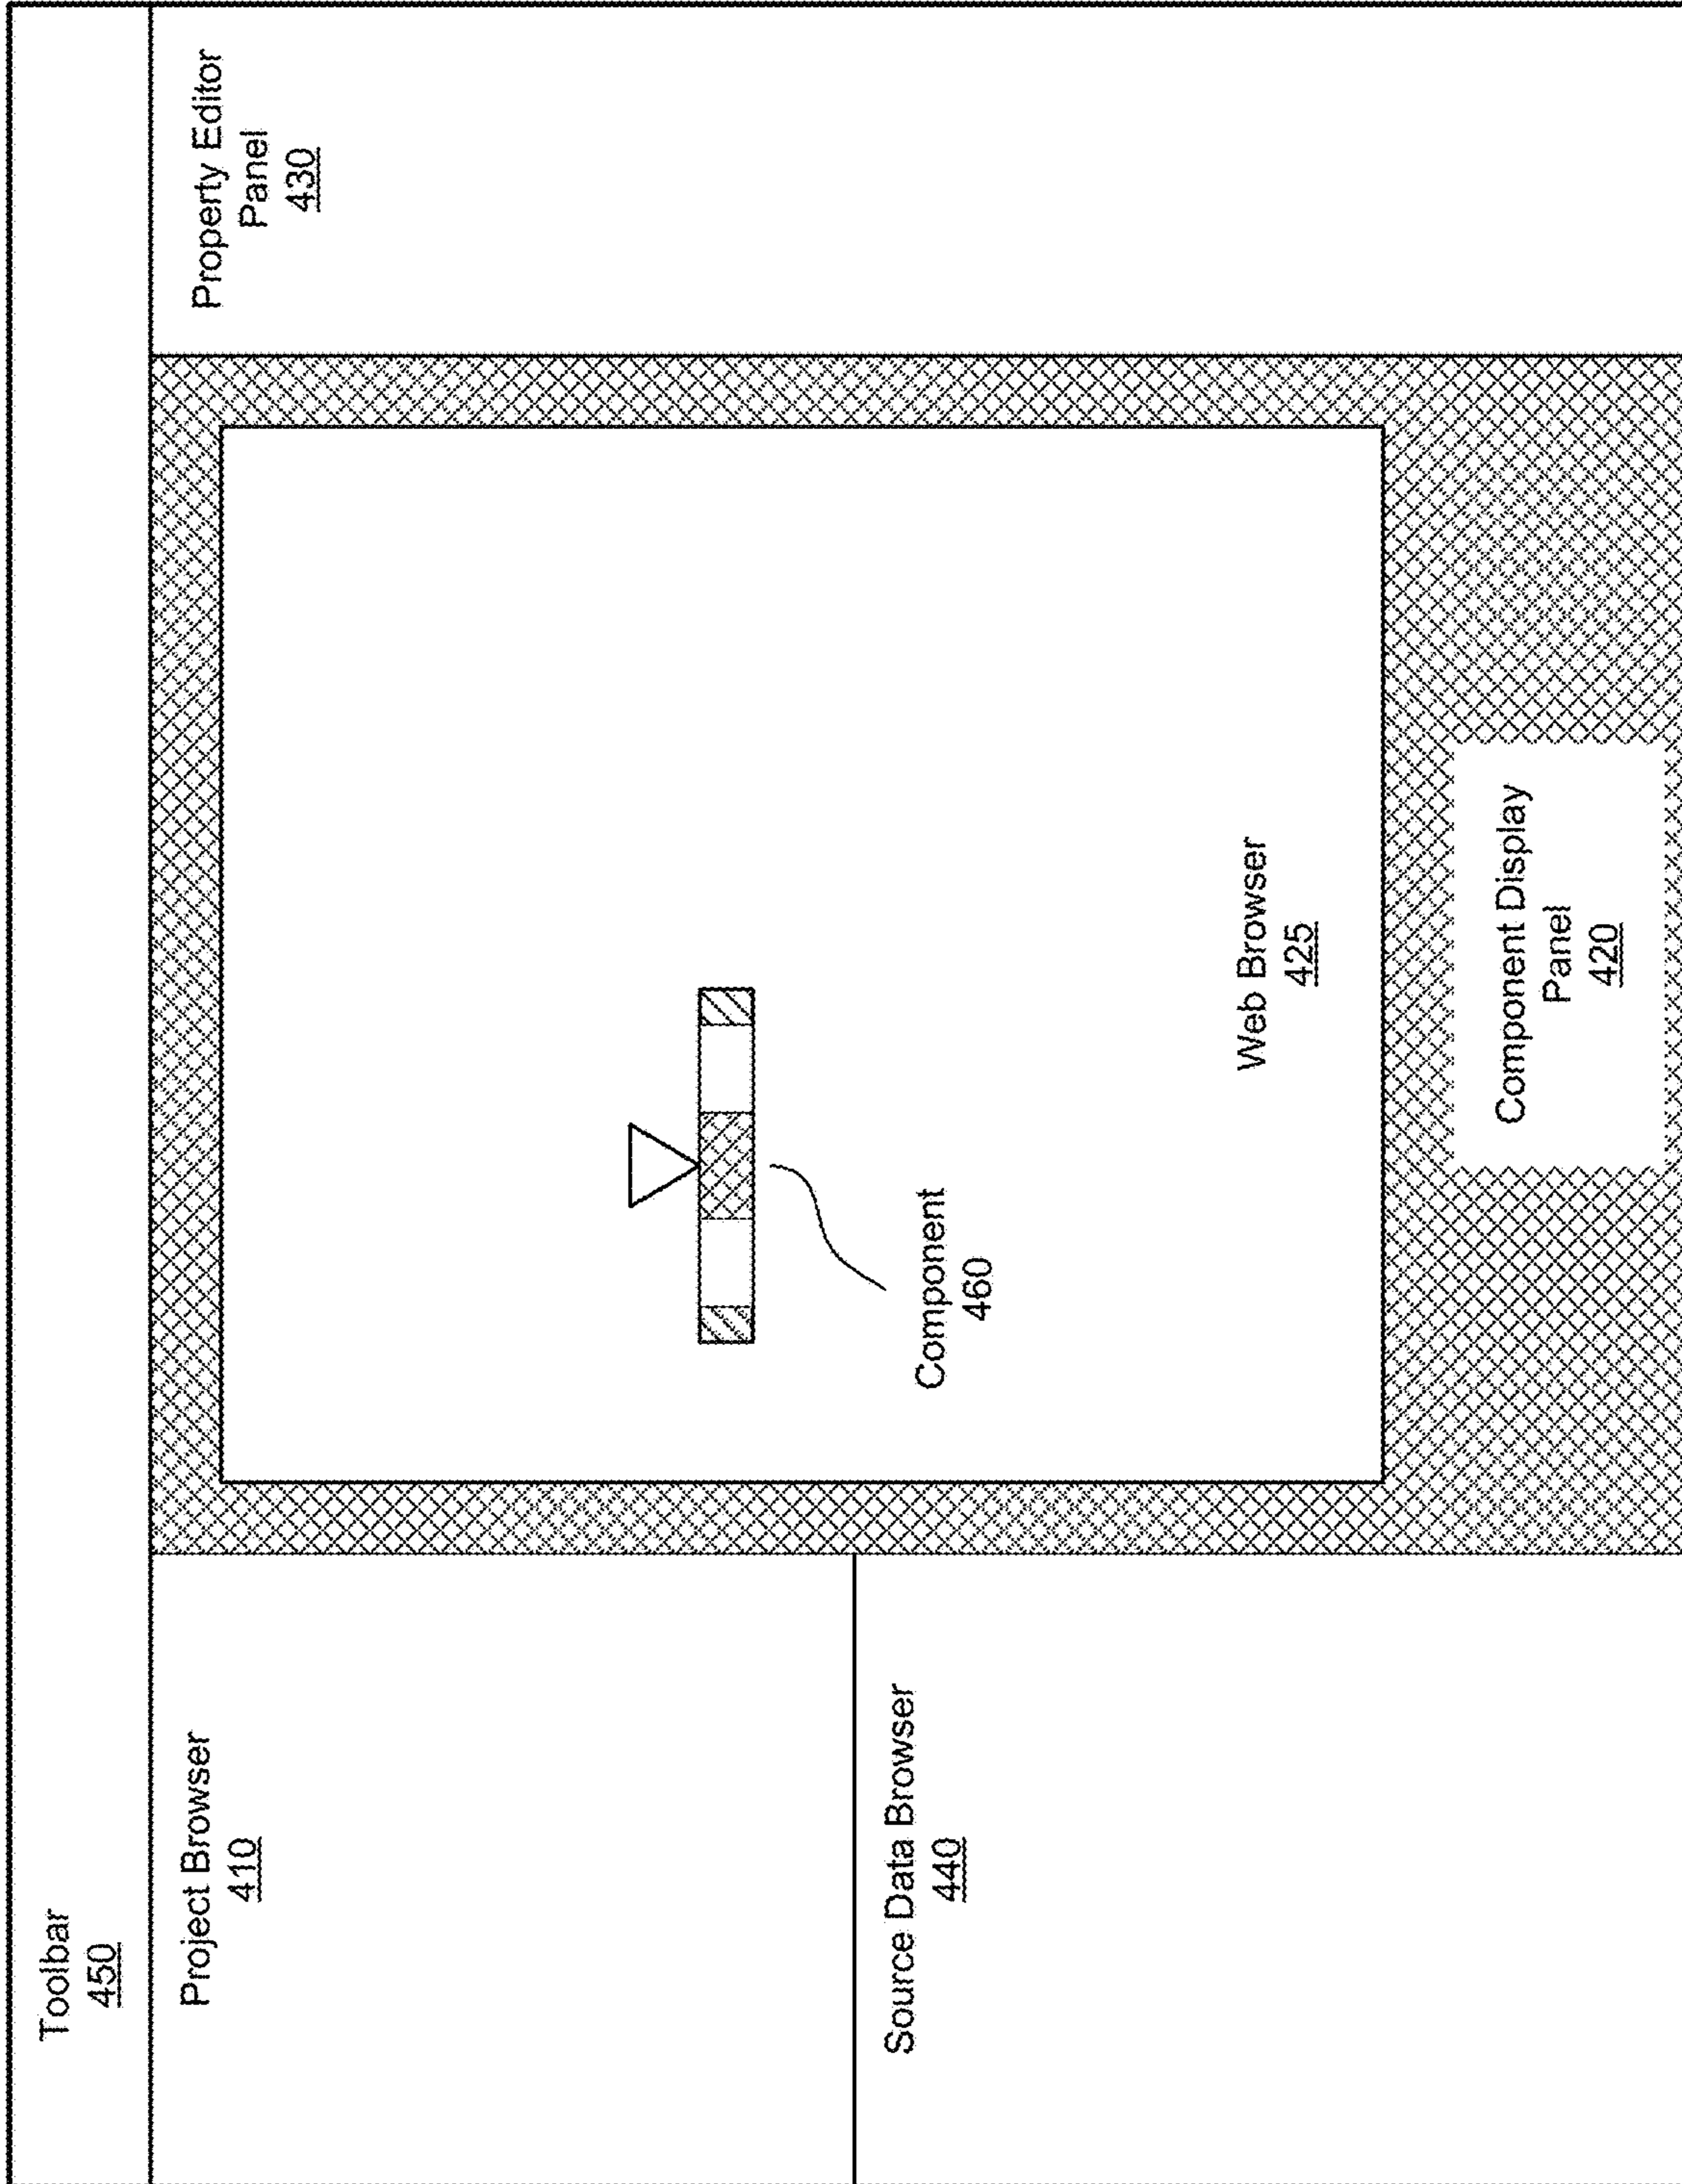 Toolbar
450
Project Browser
410
Source Data Browser
440
Component
460
Web Browser
425
Component Display
Panel
420
Property Editor
Panel
430